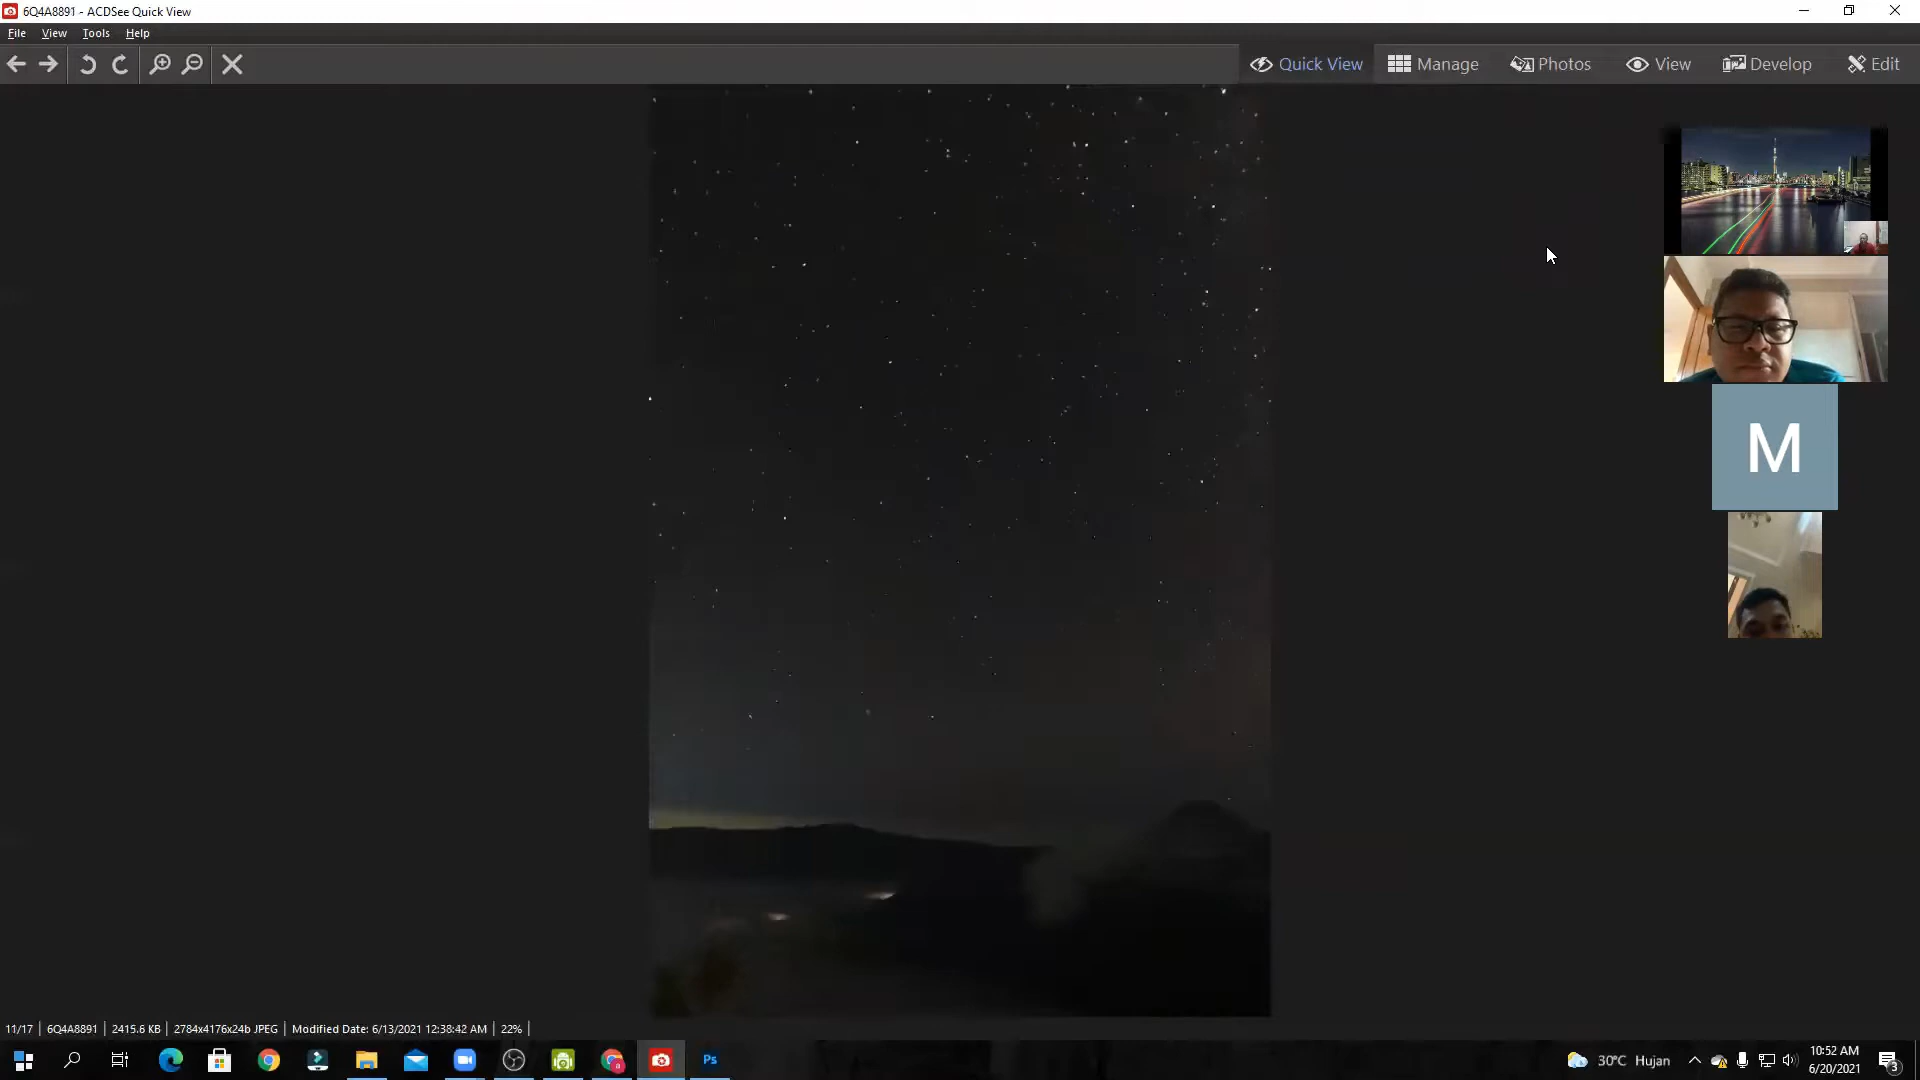 6Q4A8891 - ACDSee Quick View
File View Tools Help
Quick View Manage Photos View Develop Edit
M
11/17 6Q4A8891 2415.6 KB 2784x4176x24b JPEG Modified Date: 6/13/2021 12:38:42 AM 22%
Ps
30°C Hujan
10:52 AM
6/20/2021
3